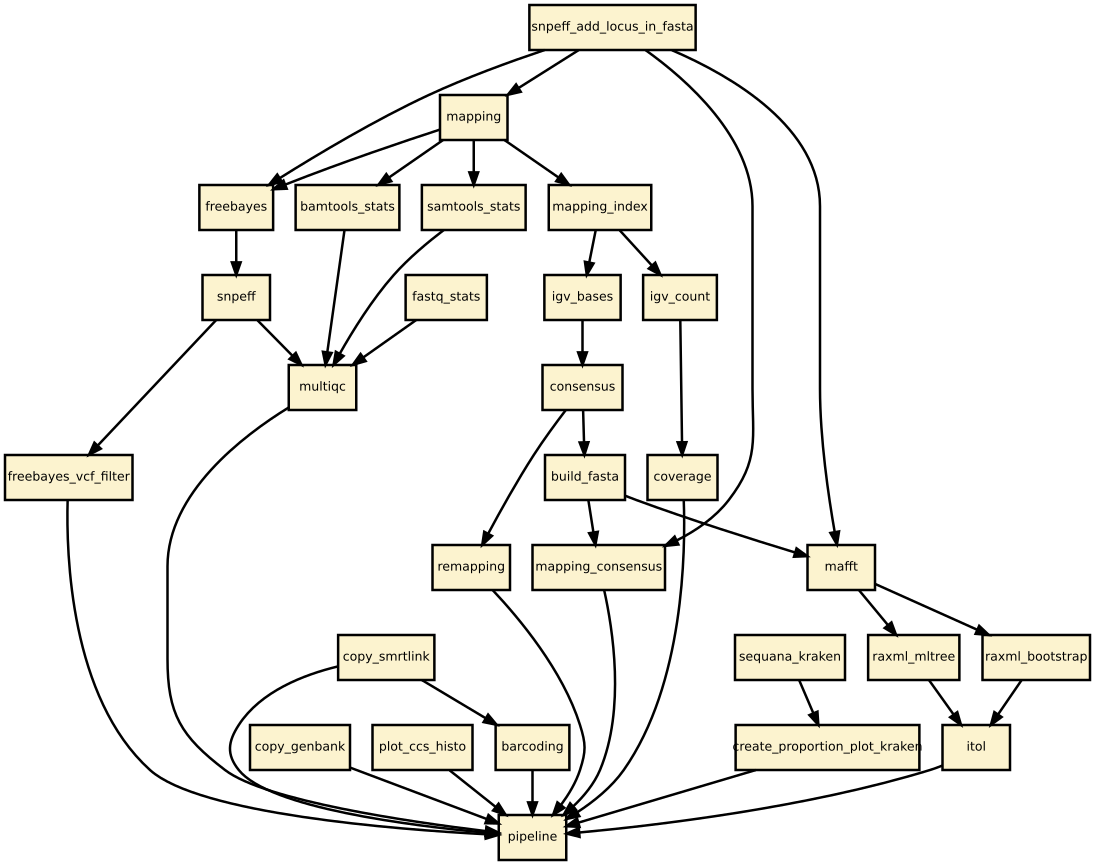 snpeff_add_locus_in_fasta
mapping
freebayes
bamtools_stats
samtools_stats
mapping_index
snpeff
fastq_stats
igv_bases
igv_count
multiqc
consensus
freebayes_vcf_filter
build_fasta
coverage
remapping
mapping_consensus
mafft
copy_smrtlink
sequana_kraken
raxml_mltree
raxml_bootstrap
copy_genbank
plot_ccs_histo
barcoding
create_proportion_plot_kraken
itol
pipeline